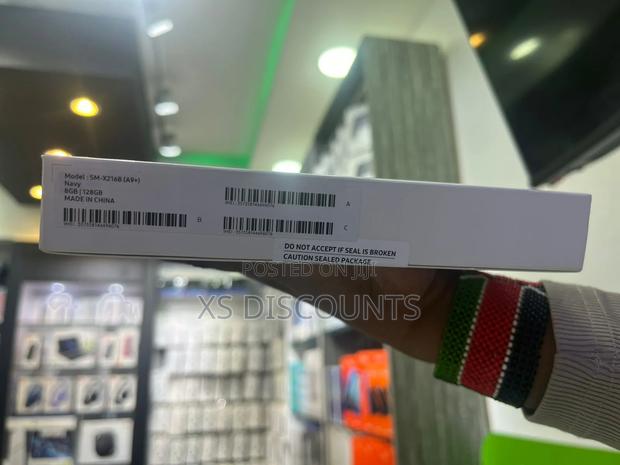 Model : SM-X216B (A9+)
Navy
8GB | 128GB
MADE IN CHINA
A
B
C
DO NOT ACCEPT IF SEAL IS BROKEN
CAUTION SEALED PACKAGE
POSTED ON JIJI
XS DISCOUNTS